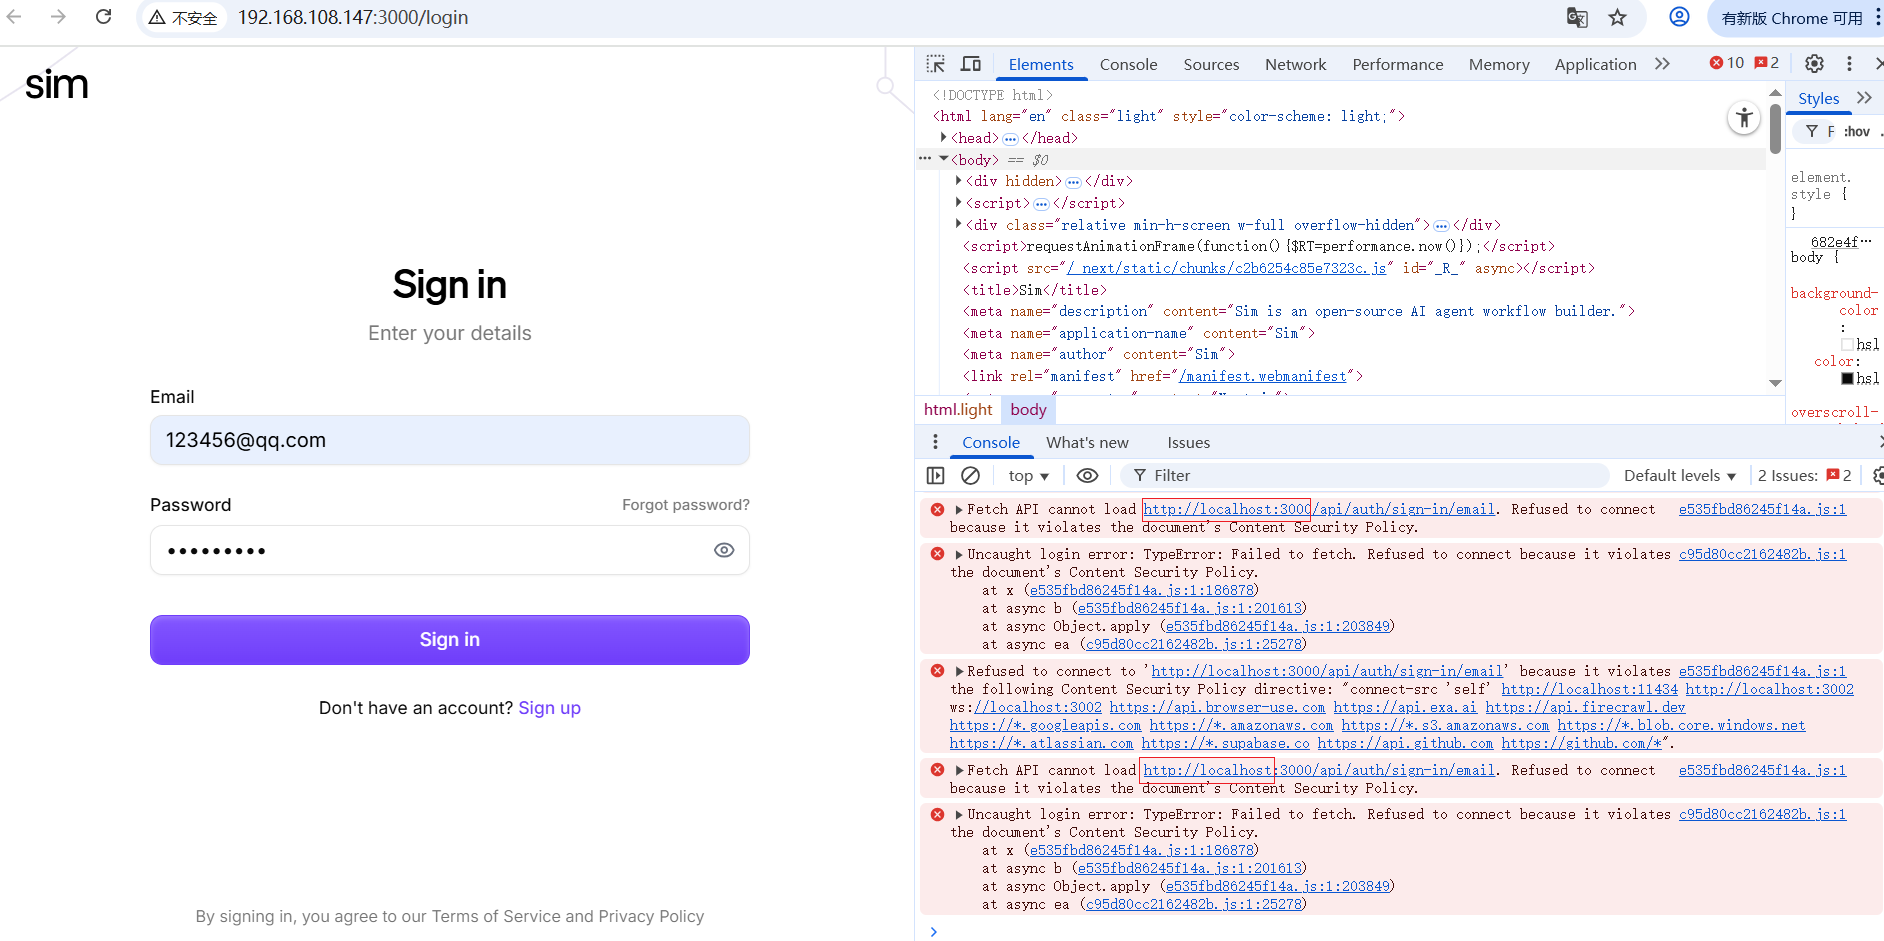 不安全 192.168.108.147:3000/login 有新版 Chrome 可用
sim
Sign in
Enter your details
Email
123456@qq.com
Password Forgot password?
•••••••••
Sign in
Don't have an account? Sign up
By signing in, you agree to our Terms of Service and Privacy Policy
Elements Console Sources Network Performance Memory Application 10 2
<!DOCTYPE html>
<html lang="en" class="light" style="color-scheme: light;">
<head> ••• </head>
••• <body> == $0
<div hidden> ••• </div>
<script> ••• </script>
<div class="relative min-h-screen w-full overflow-hidden"> ••• </div>
<script>requestAnimationFrame(function(){$RT=performance.now()});</script>
<script src="/_next/static/chunks/c2b6254c85e7323c.js" id="_R_" async></script>
<title>Sim</title>
<meta name="description" content="Sim is an open-source AI agent workflow builder.">
<meta name="application-name" content="Sim">
<meta name="author" content="Sim">
<link rel="manifest" href="/manifest.webmanifest">
html.light body
Styles
F :hov .
element.
style {
}
682e4f…
body {
background-
color
:
hsl
color:
hsl
overscroll-
Console What's new Issues
top Filter Default levels 2 Issues: 2
Fetch API cannot load http://localhost:3000/api/auth/sign-in/email. Refused to connect e535fbd86245f14a.js:1
because it violates the document's Content Security Policy.
Uncaught login error: TypeError: Failed to fetch. Refused to connect because it violates c95d80cc2162482b.js:1
the document's Content Security Policy.
at x (e535fbd86245f14a.js:1:186878)
at async b (e535fbd86245f14a.js:1:201613)
at async Object.apply (e535fbd86245f14a.js:1:203849)
at async ea (c95d80cc2162482b.js:1:25278)
Refused to connect to 'http://localhost:3000/api/auth/sign-in/email' because it violates e535fbd86245f14a.js:1
the following Content Security Policy directive: "connect-src 'self' http://localhost:11434 http://localhost:3002
ws://localhost:3002 https://api.browser-use.com https://api.exa.ai https://api.firecrawl.dev
https://*.googleapis.com https://*.amazonaws.com https://*.s3.amazonaws.com https://*.blob.core.windows.net
https://*.atlassian.com https://*.supabase.co https://api.github.com https://github.com/*".
Fetch API cannot load http://localhost:3000/api/auth/sign-in/email. Refused to connect e535fbd86245f14a.js:1
because it violates the document's Content Security Policy.
Uncaught login error: TypeError: Failed to fetch. Refused to connect because it violates c95d80cc2162482b.js:1
the document's Content Security Policy.
at x (e535fbd86245f14a.js:1:186878)
at async b (e535fbd86245f14a.js:1:201613)
at async Object.apply (e535fbd86245f14a.js:1:203849)
at async ea (c95d80cc2162482b.js:1:25278)